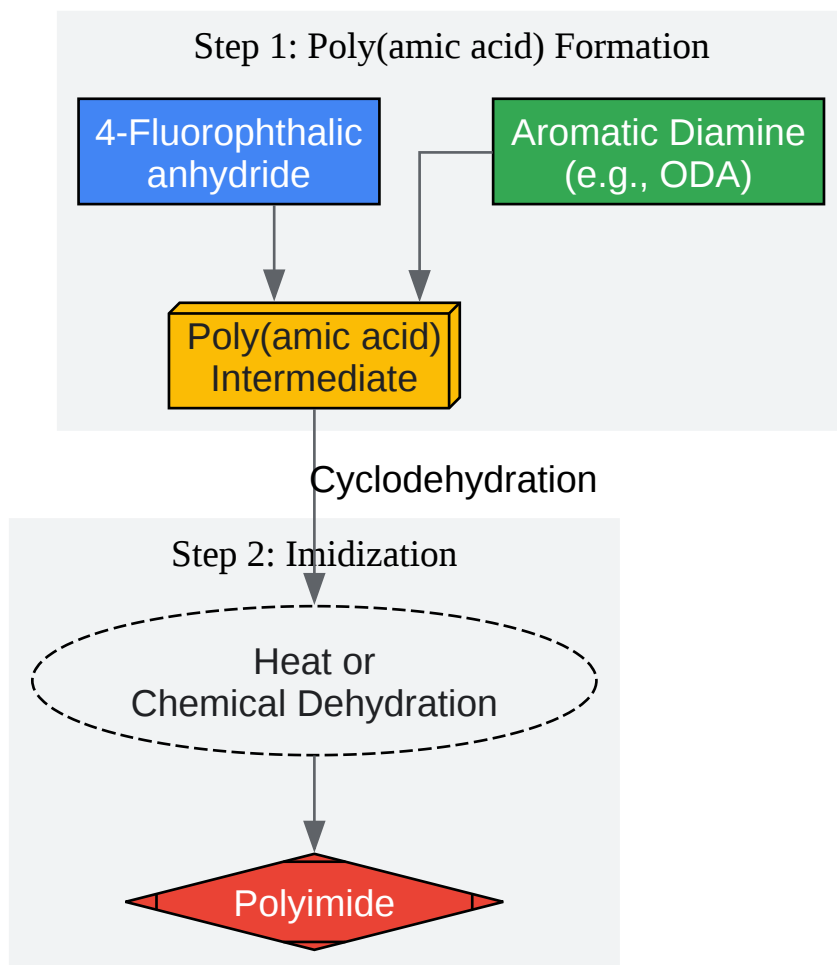 Step 1: Poly(amic acid) Formation
4-Fluorophthalic
anhydride
Aromatic Diamine
(e.g., ODA)
Poly(amic acid)
Intermediate
Cyclodehydration
Step 2: Imidization
Heat or
Chemical Dehydration
Polyimide